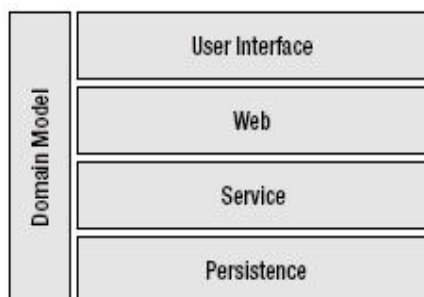 Domain Model
User Interface
Web
Service
Persistence